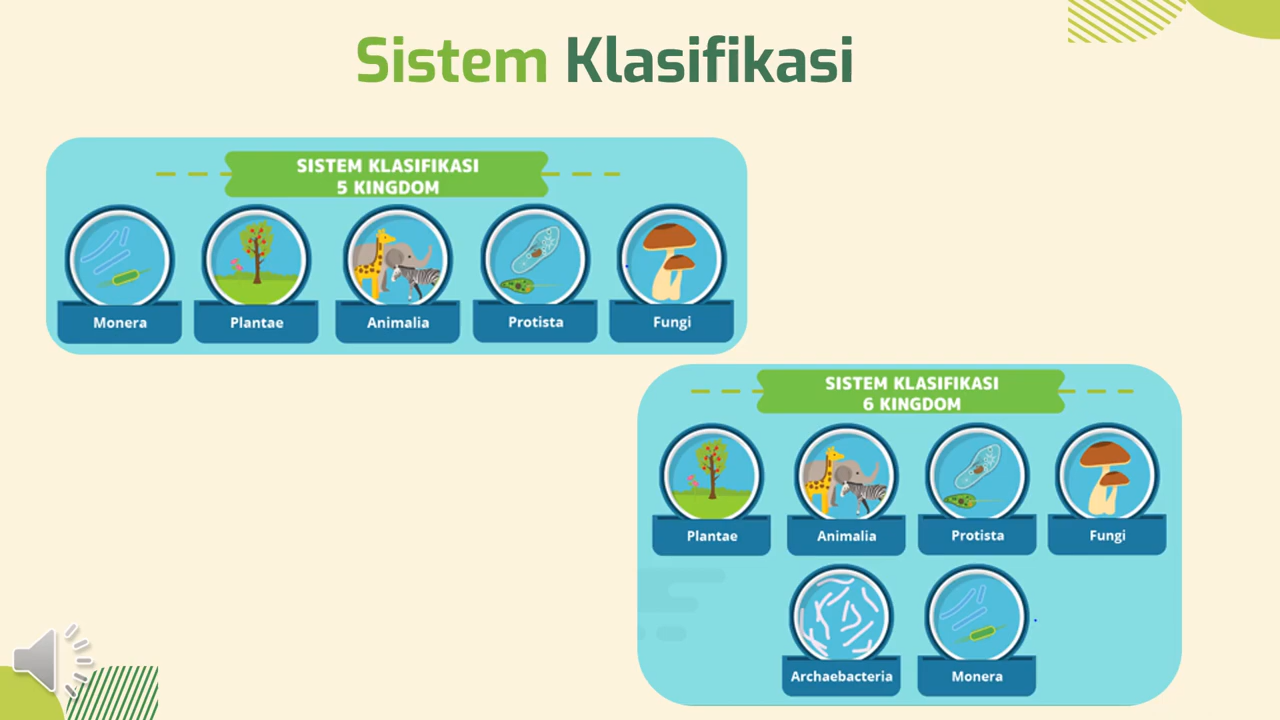 Sistem Klasifikasi
SISTEM KLASIFIKASI
5 KINGDOM
Monera
Plantae
Animalia
Protista
Fungi
SISTEM KLASIFIKASI
6 KINGDOM
Plantae
Animalia
Protista
Fungi
Archaebacteria
Monera